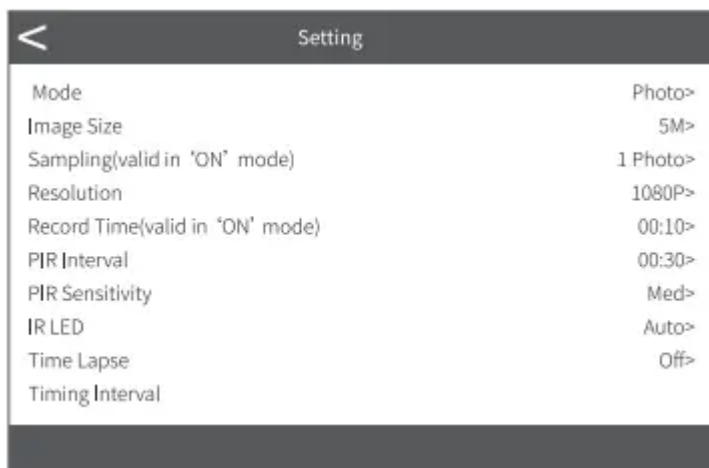 < Setting
Mode Photo>
Image Size 5M>
Sampling(valid in ‘ON’ mode) 1 Photo>
Resolution 1080P>
Record Time(valid in ‘ON’ mode) 00:10>
PIR Interval 00:30>
PIR Sensitivity Med>
IR LED Auto>
Time Lapse Off>
Timing Interval